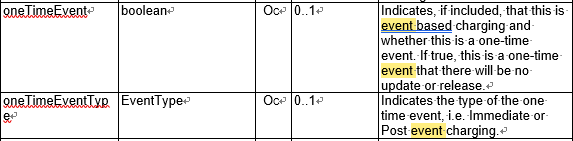 oneTimeEvent boolean Oc 0..1 Indicates, if included, that this is
event based charging and
whether this is a one-time
event. If true, this is a one-time
event that there will be no
update or release.
oneTimeEventTyp EventType Oc 0..1 Indicates the type of the one
e time event, i.e. Immediate or
Post event charging.